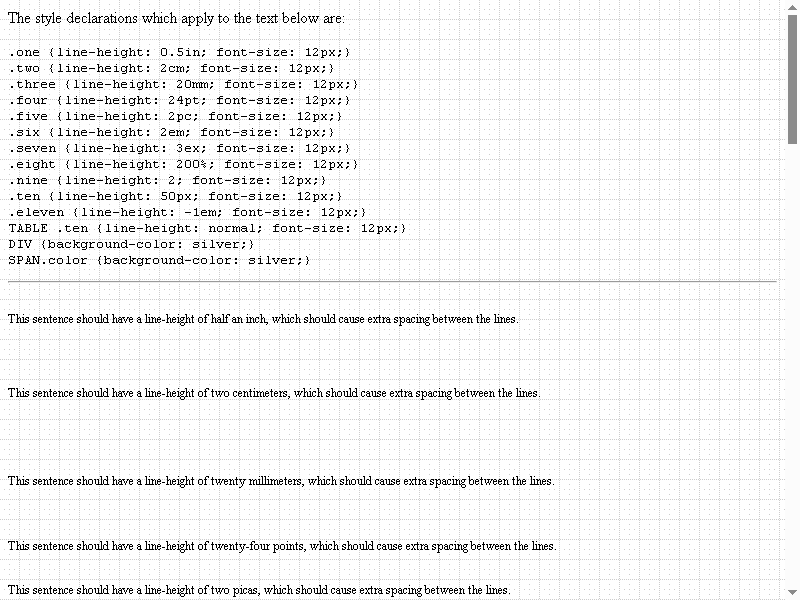 The style declarations which apply to the text below are:
.one {line-height: 0.5in; font-size: 12px;}
.two {line-height: 2cm; font-size: 12px;}
.three {line-height: 20mm; font-size: 12px;}
.four {line-height: 24pt; font-size: 12px;}
.five {line-height: 2pc; font-size: 12px;}
.six {line-height: 2em; font-size: 12px;}
.seven {line-height: 3ex; font-size: 12px;}
.eight {line-height: 200%; font-size: 12px;}
.nine {line-height: 2; font-size: 12px;}
.ten {line-height: 50px; font-size: 12px;}
.eleven {line-height: -1em; font-size: 12px;}
TABLE .ten {line-height: normal; font-size: 12px;}
DIV {background-color: silver;}
SPAN.color {background-color: silver;}
This sentence should have a line-height of half an inch, which should cause extra spacing between the lines.
This sentence should have a line-height of two centimeters, which should cause extra spacing between the lines.
This sentence should have a line-height of twenty millimeters, which should cause extra spacing between the lines.
This sentence should have a line-height of twenty-four points, which should cause extra spacing between the lines.
This sentence should have a line-height of two picas, which should cause extra spacing between the lines.